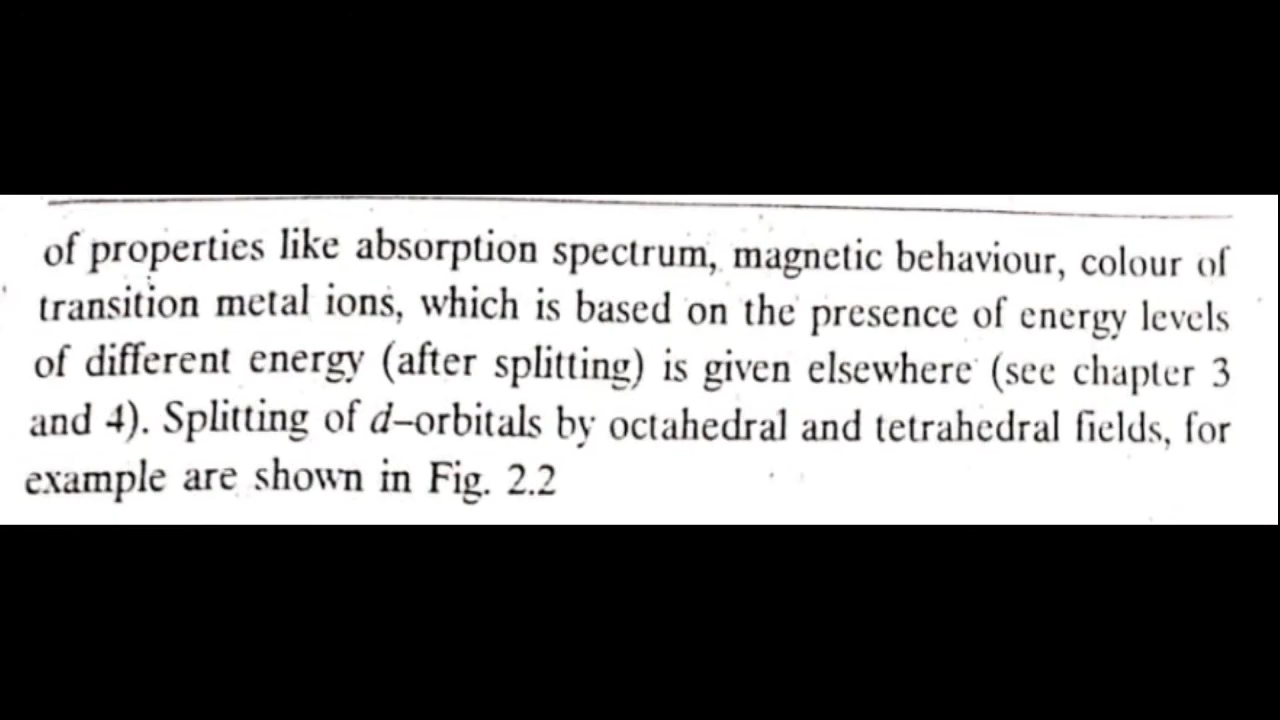 of properties like absorption spectrum, magnetic behaviour, colour of
transition metal ions, which is based on the presence of energy levels
of different energy (after splitting) is given elsewhere (see chapter 3
and 4). Splitting of d–orbitals by octahedral and tetrahedral fields, for
example are shown in Fig. 2.2